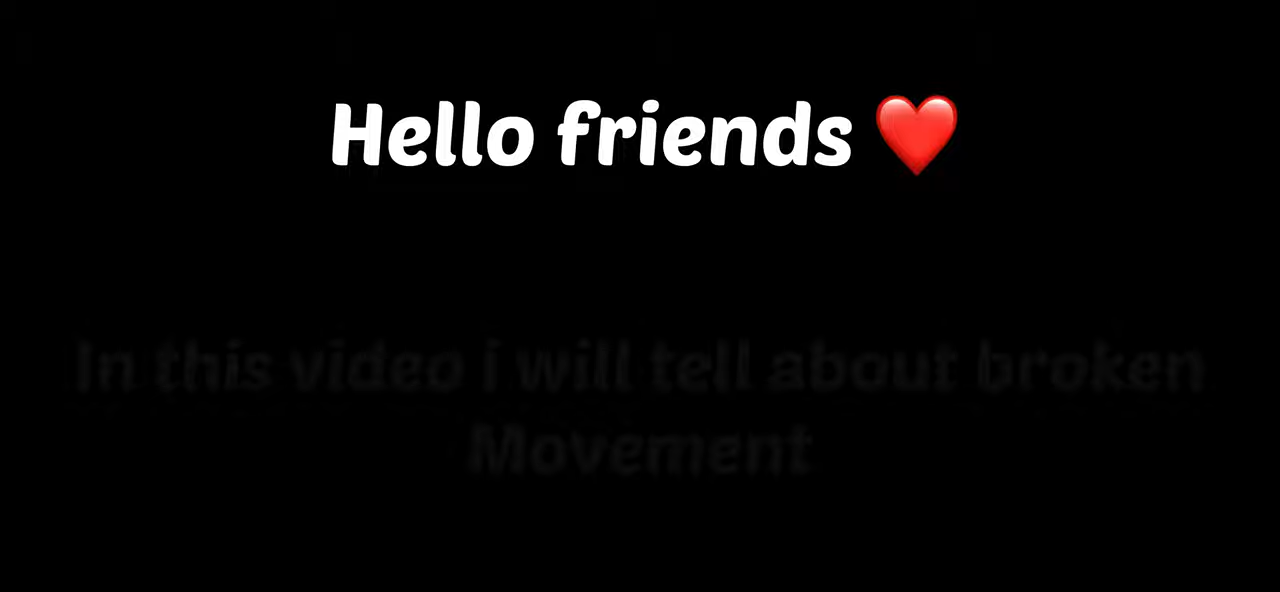 Hello friends ❤️
In this video i will tell about broken
Movement